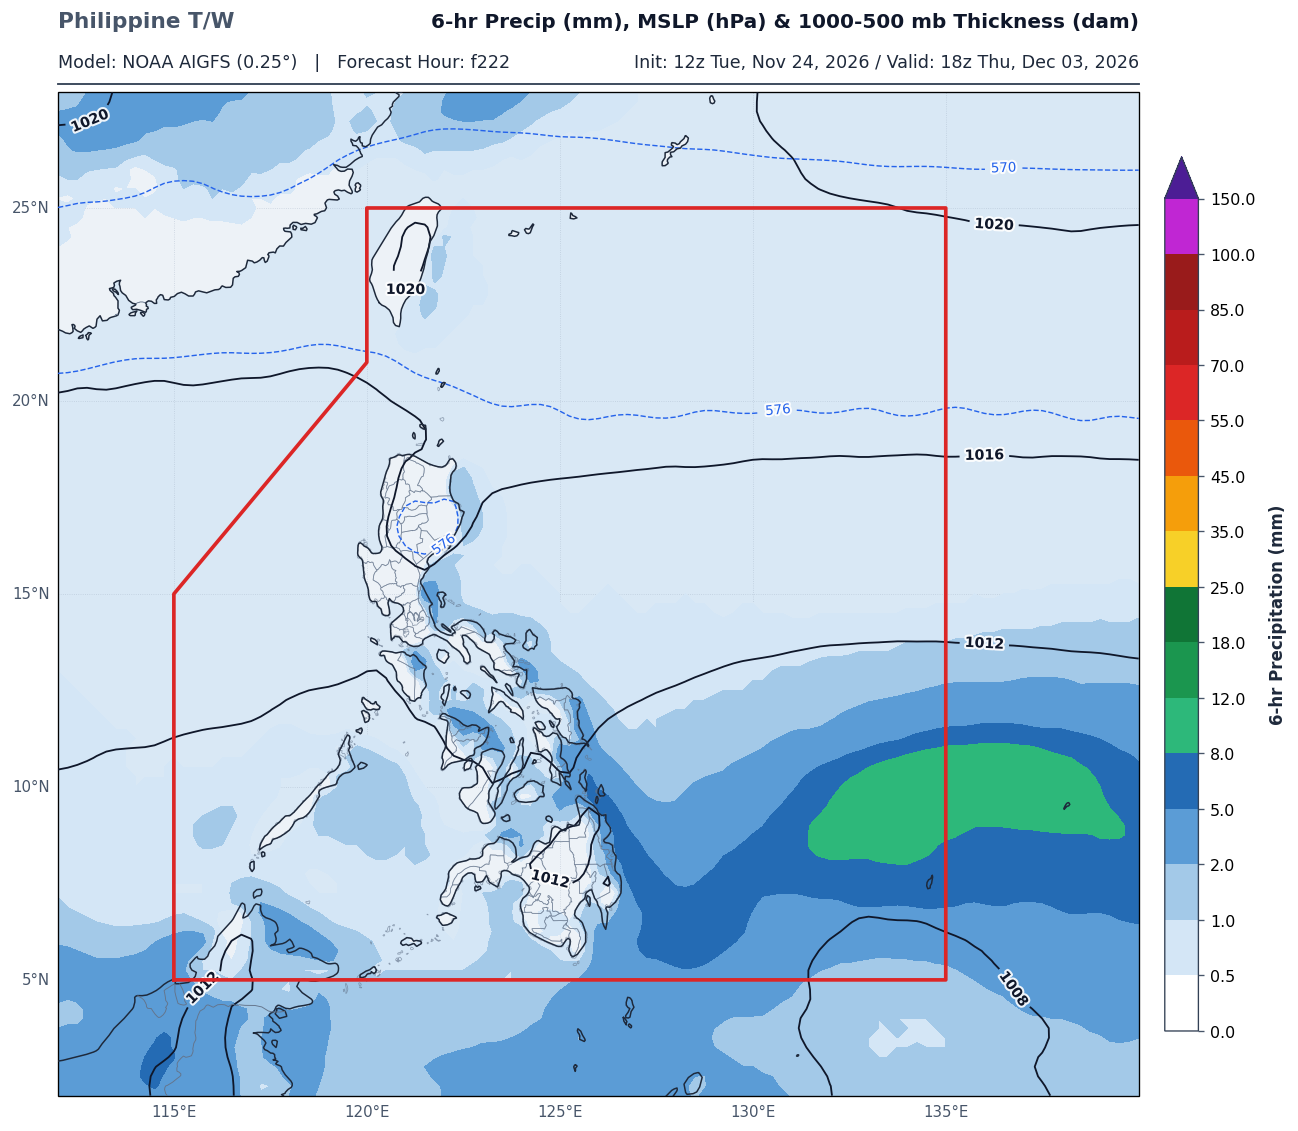 Philippine T/W
6-hr Precip (mm), MSLP (hPa) & 1000-500 mb Thickness (dam)
Model: NOAA AIGFS (0.25°) | Forecast Hour: f222
Init: 12z Tue, Nov 24, 2026 / Valid: 18z Thu, Dec 03, 2026
1020
570
1020
1020
576
1016
576
1012
1012
1012
1008
25°N
20°N
15°N
10°N
5°N
115°E
120°E
125°E
130°E
135°E
150.0
100.0
85.0
70.0
55.0
45.0
35.0
25.0
18.0
12.0
8.0
5.0
2.0
1.0
0.5
0.0
6-hr Precipitation (mm)